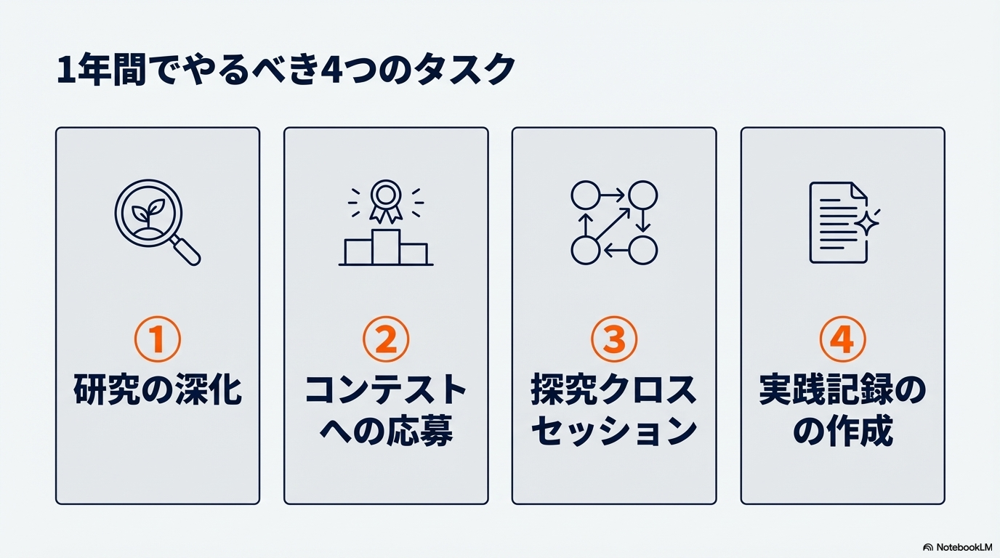 1年間でやるべき4つのタスク
①
研究の深化
②
コンテスト
への応募
③
探究クロス
セッション
④
実践記録の
の作成
NotebookLM